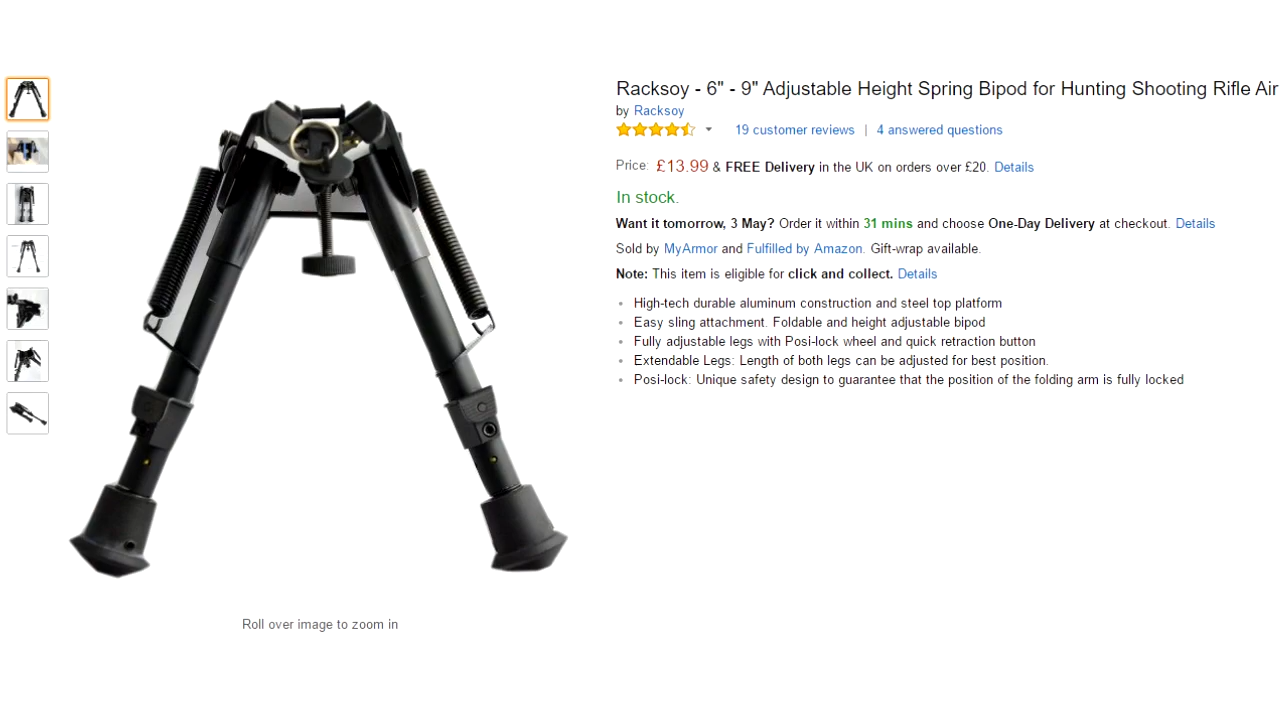 Racksoy - 6" - 9" Adjustable Height Spring Bipod for Hunting Shooting Rifle Air
by Racksoy
19 customer reviews | 4 answered questions
Price: £13.99 & FREE Delivery in the UK on orders over £20. Details
In stock.
Want it tomorrow, 3 May? Order it within 31 mins and choose One-Day Delivery at checkout. Details
Sold by MyArmor and Fulfilled by Amazon. Gift-wrap available.
Note: This item is eligible for click and collect. Details
• High-tech durable aluminum construction and steel top platform
• Easy sling attachment. Foldable and height adjustable bipod
• Fully adjustable legs with Posi-lock wheel and quick retraction button
• Extendable Legs: Length of both legs can be adjusted for best position.
• Posi-lock: Unique safety design to guarantee that the position of the folding arm is fully locked
Roll over image to zoom in